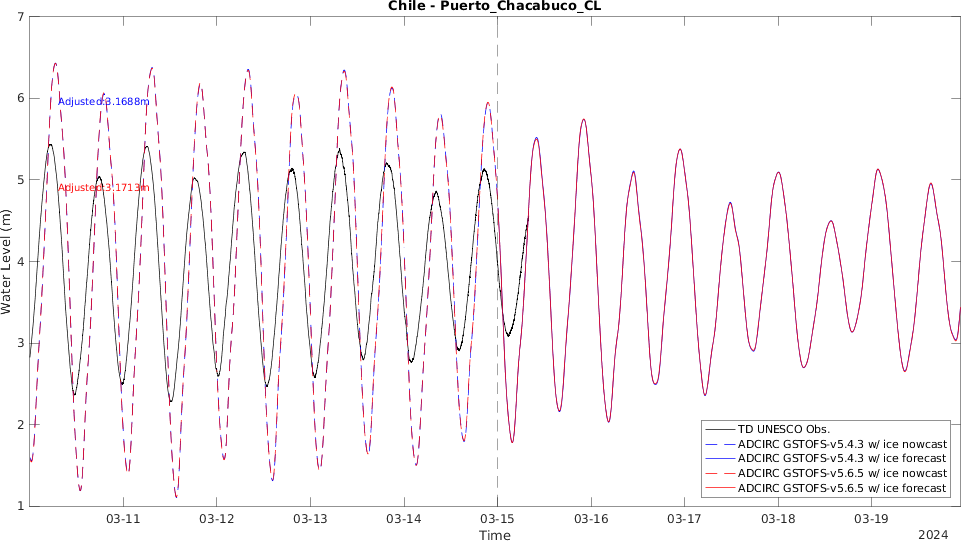 Chile - Puerto_Chacabuco_CL
7
6
5
4
3
2
1
Water Level (m)
Adjusted:3.1688m
Adjusted:3.1713m
TD UNESCO Obs.
ADCIRC GSTOFS-v5.4.3 w/ ice nowcast
ADCIRC GSTOFS-v5.4.3 w/ ice forecast
ADCIRC GSTOFS-v5.6.5 w/ ice nowcast
ADCIRC GSTOFS-v5.6.5 w/ ice forecast
03-11 03-12 03-13 03-14 03-15 03-16 03-17 03-18 03-19
Time
2024